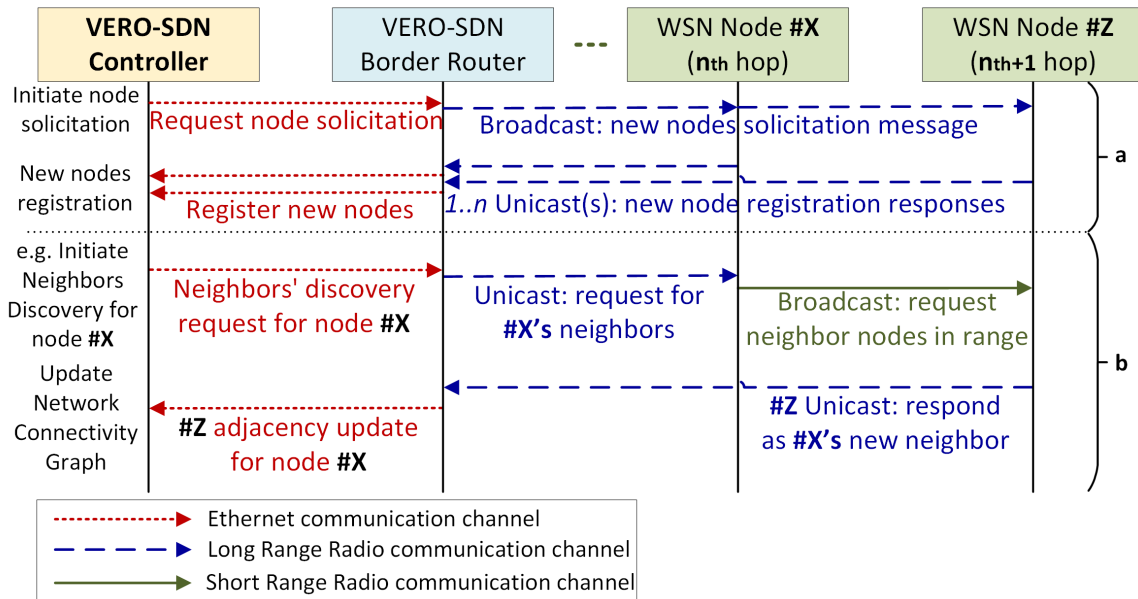 VERO-SDN
Controller
VERO-SDN
Border Router
WSN Node #X
(nth hop)
WSN Node #Z
(nth+1 hop)
Initiate node
solicitation
Request node solicitation
Broadcast: new nodes solicitation message
a
New nodes
registration
Register new nodes
1..n Unicast(s): new node registration responses
e.g. Initiate
Neighbors
Discovery for
node #X
Neighbors' discovery
request for node #X
Unicast: request for
#X's neighbors
Broadcast: request
neighbor nodes in range
b
Update
Network
Connectivity
Graph
#Z adjacency update
for node #X
#Z Unicast: respond
as #X's new neighbor
Ethernet communication channel
Long Range Radio communication channel
Short Range Radio communication channel